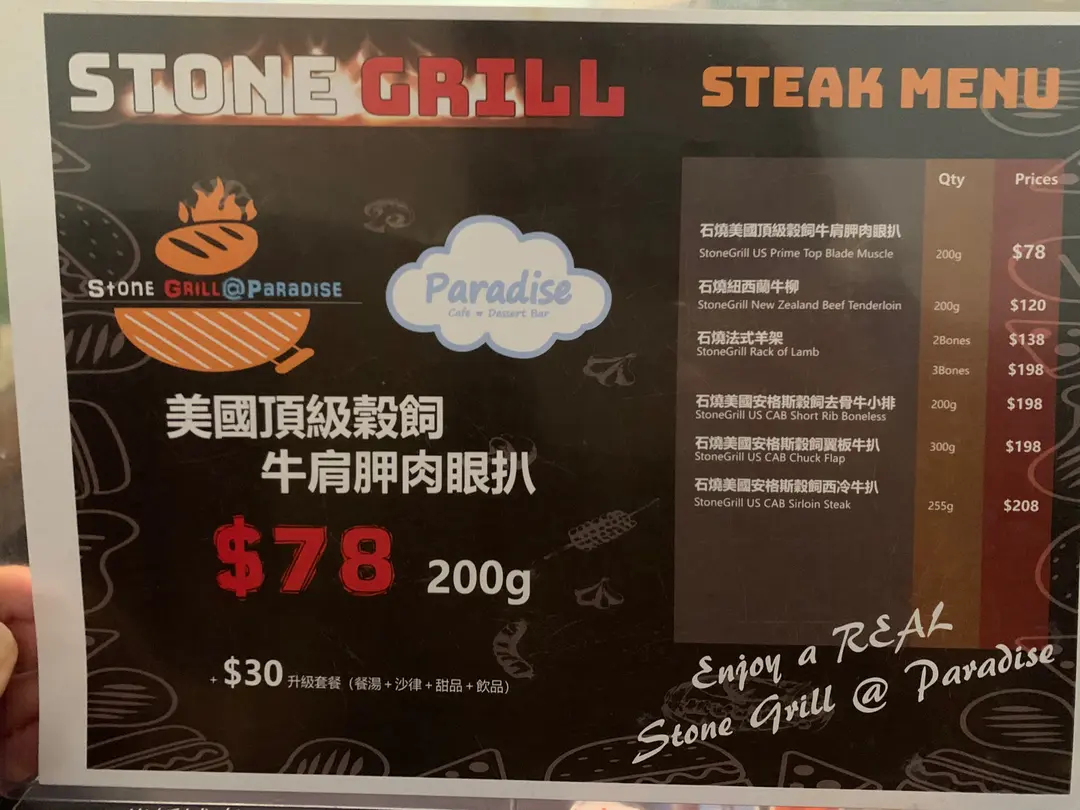 STONE GRILL
STEAK MENU
Stone Grill@Paradise
Paradise
Cafe & Dessert Bar
美國頂級穀飼
牛肩胛肉眼扒
$78 200g
+ $30 升級套餐（餐湯+沙律+甜品+飲品）
Qty Prices
石燒美國頂級穀飼牛肩胛肉眼扒
StoneGrill US Prime Top Blade Muscle 200g $78
石燒紐西蘭牛柳
StoneGrill New Zealand Beef Tenderloin 200g $120
石燒法式羊架 2Bones $138
StoneGrill Rack of Lamb
3Bones $198
石燒美國安格斯穀飼去骨牛小排 200g $198
StoneGrill US CAB Short Rib Boneless
石燒美國安格斯穀飼翼板牛扒 300g $198
StoneGrill US CAB Chuck Flap
石燒美國安格斯穀飼西冷牛扒
StoneGrill US CAB Sirloin Steak 255g $208
Enjoy a REAL
Stone Grill @ Paradise